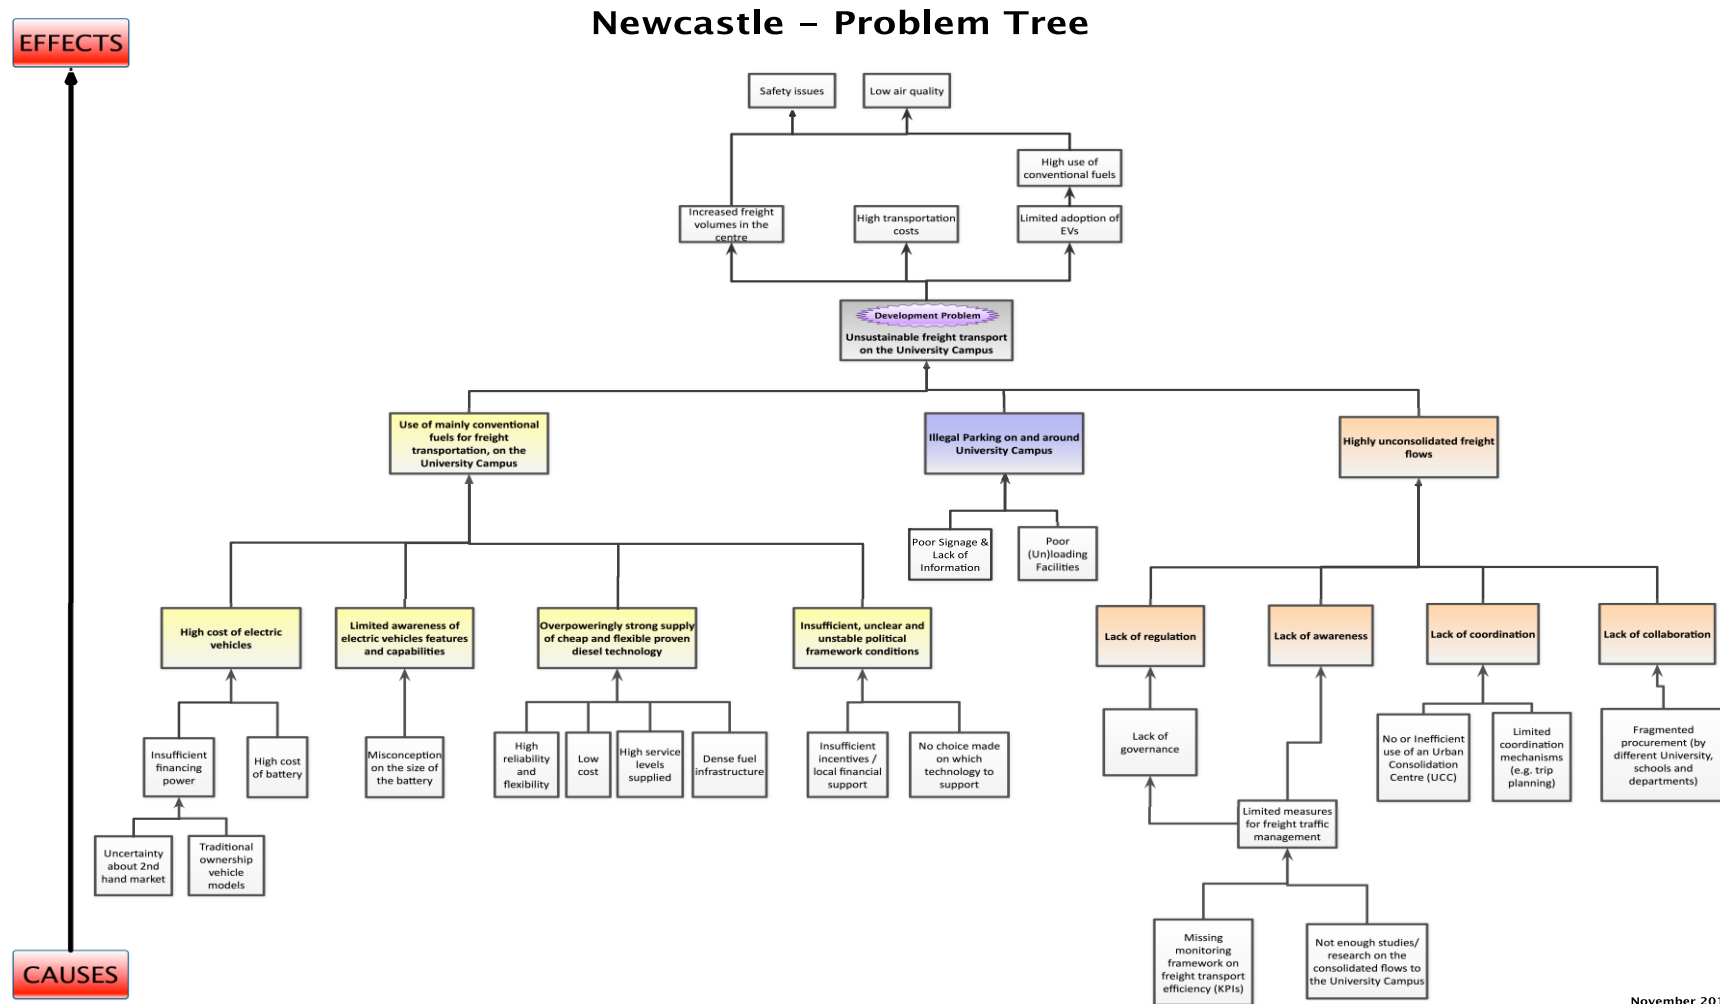 Newcastle – Problem Tree
EFFECTS
Safety issues
Low air quality
High use of
conventional fuels
Increased freight
volumes in the
centre
High transportation
costs
Limited adoption of
EVs
Development Problem
Unsustainable freight transport
on the University Campus
Use of mainly conventional
fuels for freight
transportation, on the
University Campus
Illegal Parking on and around
University Campus
Highly unconsolidated freight
flows
Poor Signage &
Lack of
Information
Poor
(Un)loading
Facilities
High cost of electric
vehicles
Limited awareness of
electric vehicles features
and capabilities
Overpoweringly strong supply
of cheap and flexible proven
diesel technology
Insufficient, unclear and
unstable political
framework conditions
Lack of regulation
Lack of awareness
Lack of coordination
Lack of collaboration
Insufficient
financing
power
High cost
of battery
Misconception
on the size of
the battery
High
reliability
and
flexibility
Low
cost
High service
levels
supplied
Dense fuel
infrastructure
Insufficient
incentives /
local financial
support
No choice made
on which
technology to
support
Lack of
governance
No or Inefficient
use of an Urban
Consolidation
Centre (UCC)
Limited
coordination
mechanisms
(e.g. trip
planning)
Fragmented
procurement (by
different University,
schools and
departments)
Limited measures
for freight traffic
management
Uncertainty
about 2nd
hand market
Traditional
ownership
vehicle
models
Missing
monitoring
framework on
freight transport
efficiency (KPIs)
Not enough studies/
research on the
consolidated flows to
the University Campus
CAUSES
November 201